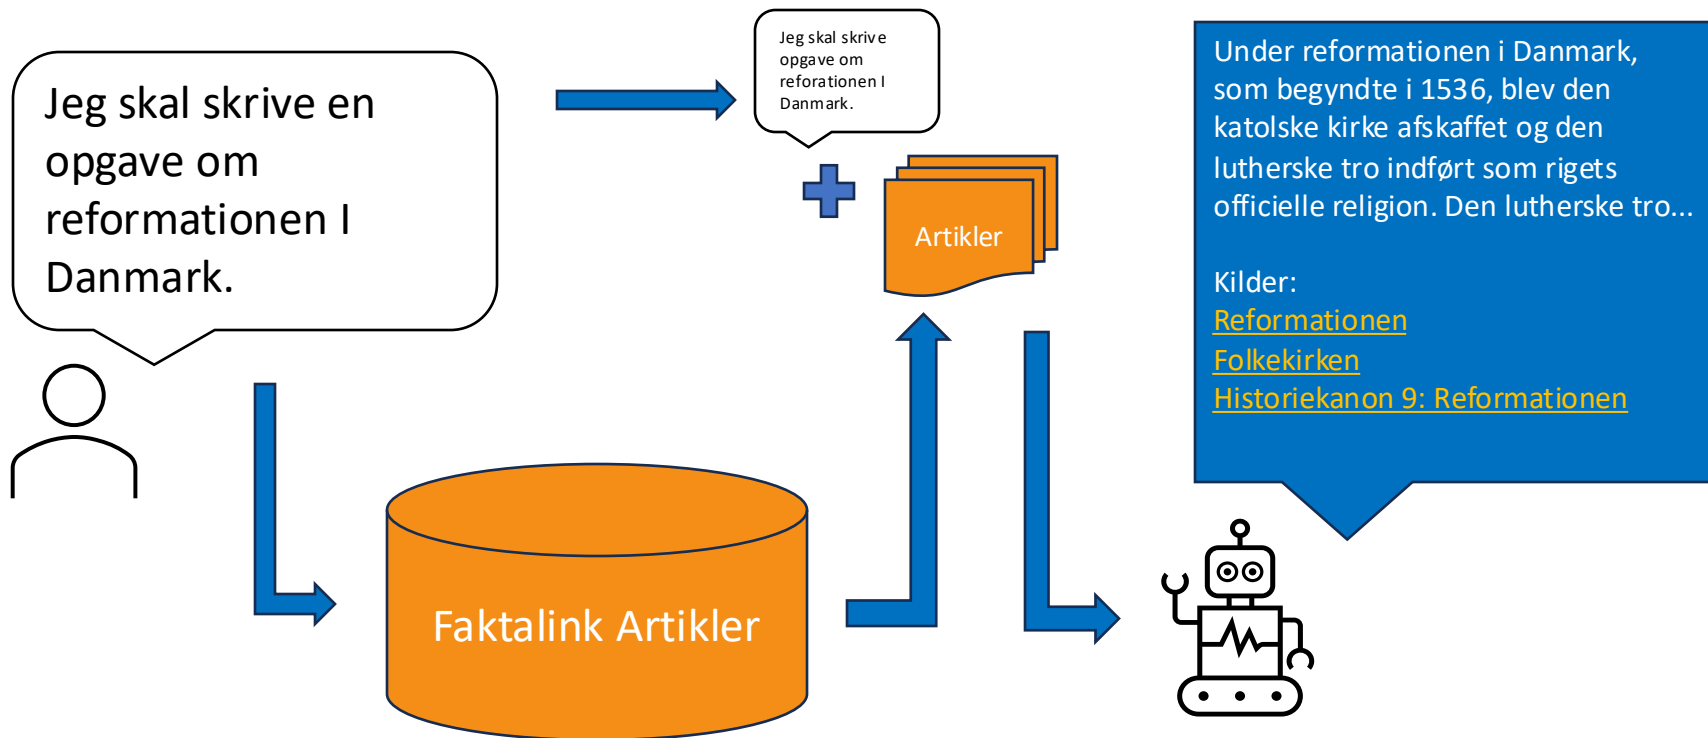 Jeg skal skrive en
opgave om
reformationen I
Danmark.
Jeg skal skrive
opgave om
reforationen I
Danmark.
Artikler
Faktalink Artikler
Under reformationen i Danmark,
som begyndte i 1536, blev den
katolske kirke afskaffet og den
lutherske tro indført som rigets
officielle religion. Den lutherske tro...
Kilder:
Reformationen
Folkekirken
Historiekanon 9: Reformationen